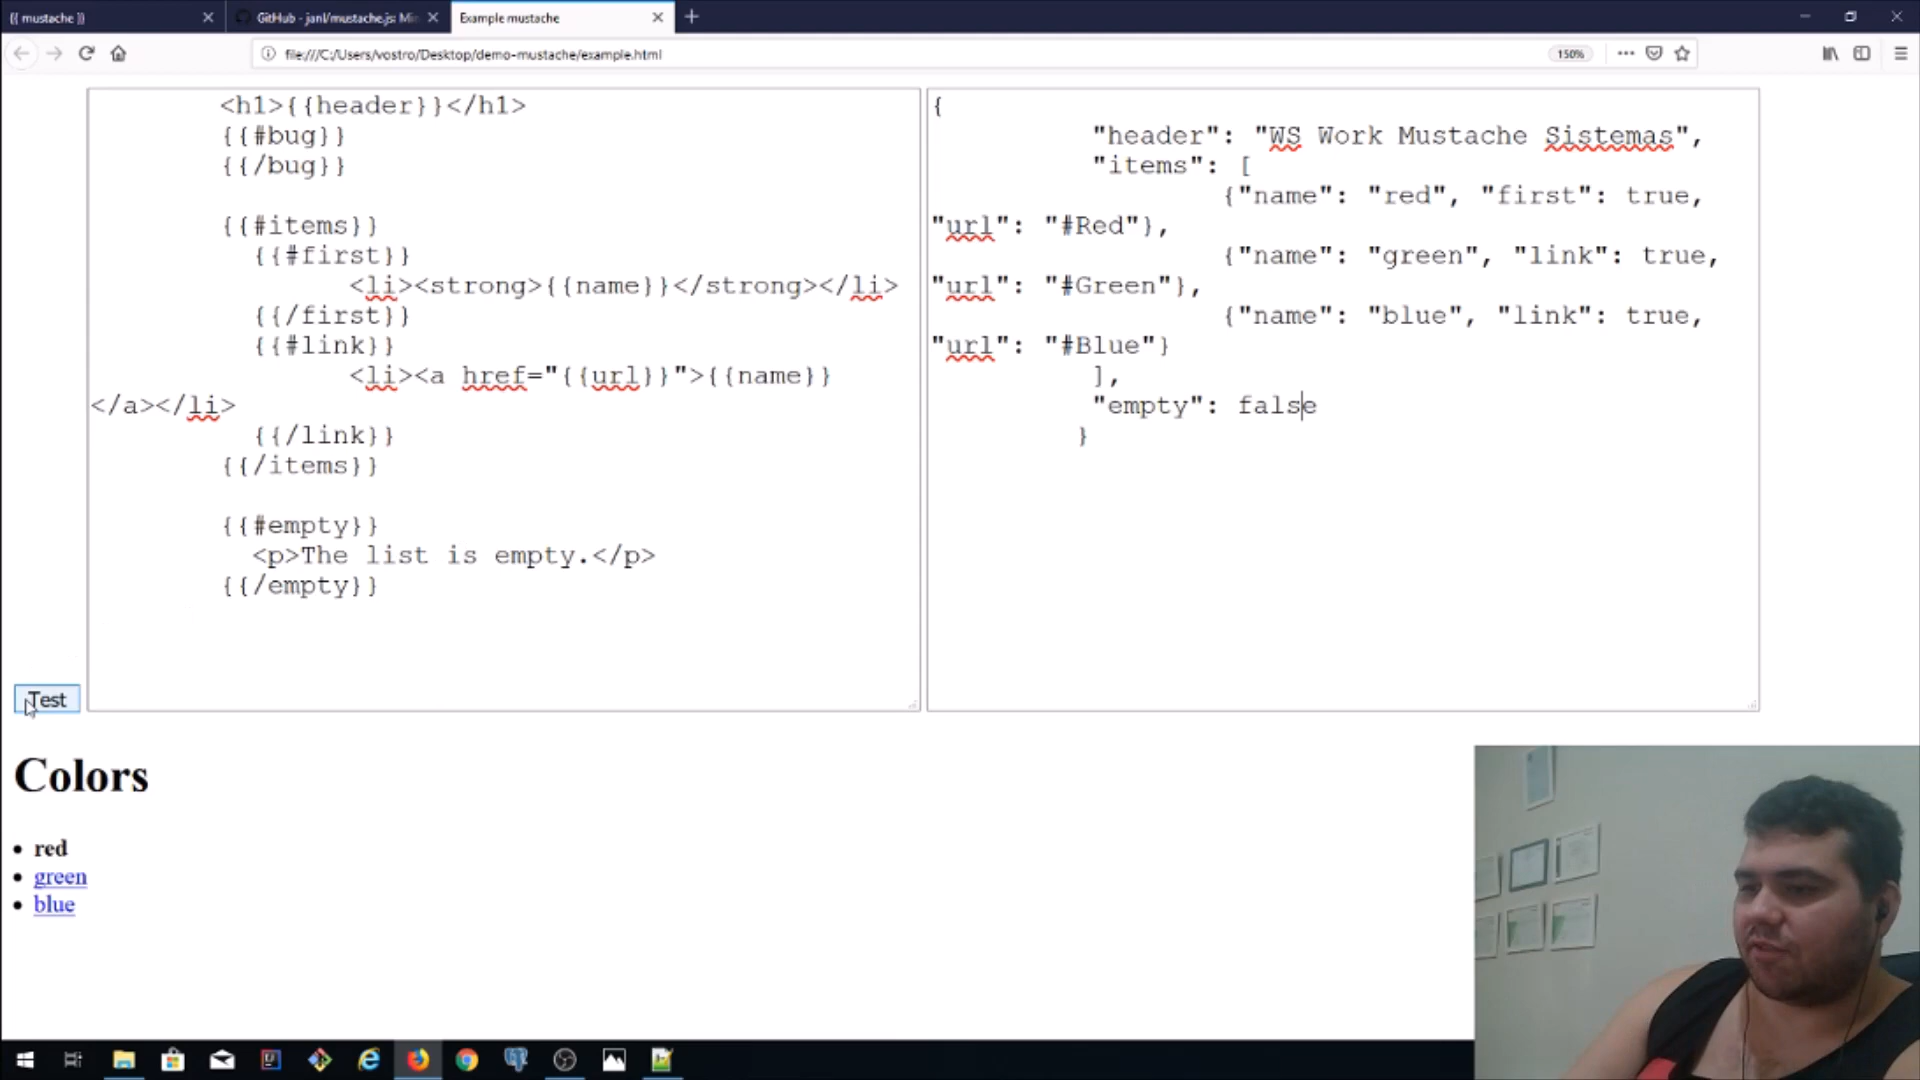 {{ mustache }}
GitHub - janl/mustache.js: Mi
Example mustache
file:///C:/Users/vostro/Desktop/demo-mustache/example.html
150%
<h1>{{header}}</h1>
{{#bug}}
{{/bug}}
{{#items}}
{{#first}}
<li><strong>{{name}}</strong></li>
{{/first}}
{{#link}}
<li><a href="{{url}}">{{name}}
</a></li>
{{/link}}
{{/items}}
{{#empty}}
<p>The list is empty.</p>
{{/empty}}
{
"header": "WS Work Mustache Sistemas",
"items": [
{"name": "red", "first": true,
"url": "#Red"},
{"name": "green", "link": true,
"url": "#Green"},
{"name": "blue", "link": true,
"url": "#Blue"}
],
"empty": false
}
Test
Colors
red
green
blue